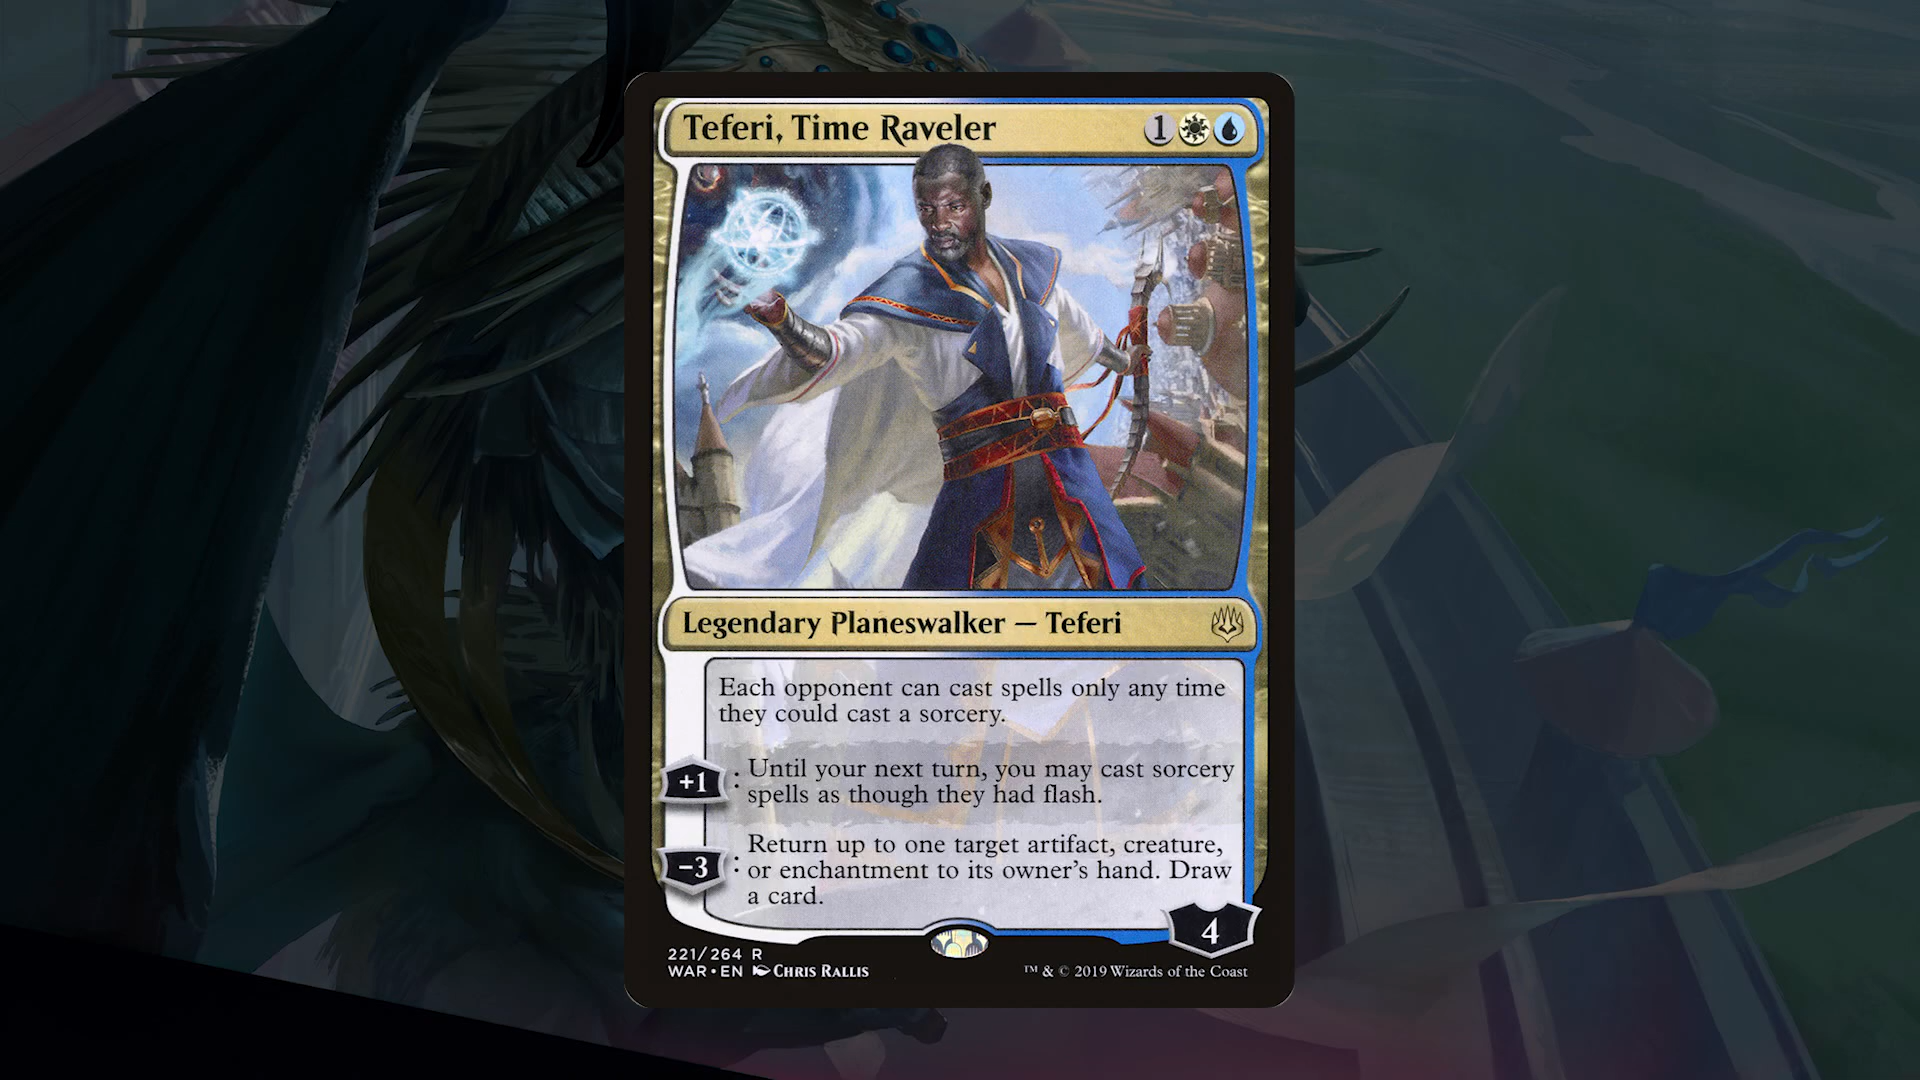 Teferi, Time Raveler 1
Legendary Planeswalker — Teferi
Each opponent can cast spells only any time
they could cast a sorcery.
+1: Until your next turn, you may cast sorcery
spells as though they had flash.
Return up to one target artifact, creature,
−3: or enchantment to its owner's hand. Draw
a card.
4
221/264 R
WAR • EN Chris Rallis
™ & © 2019 Wizards of the Coast